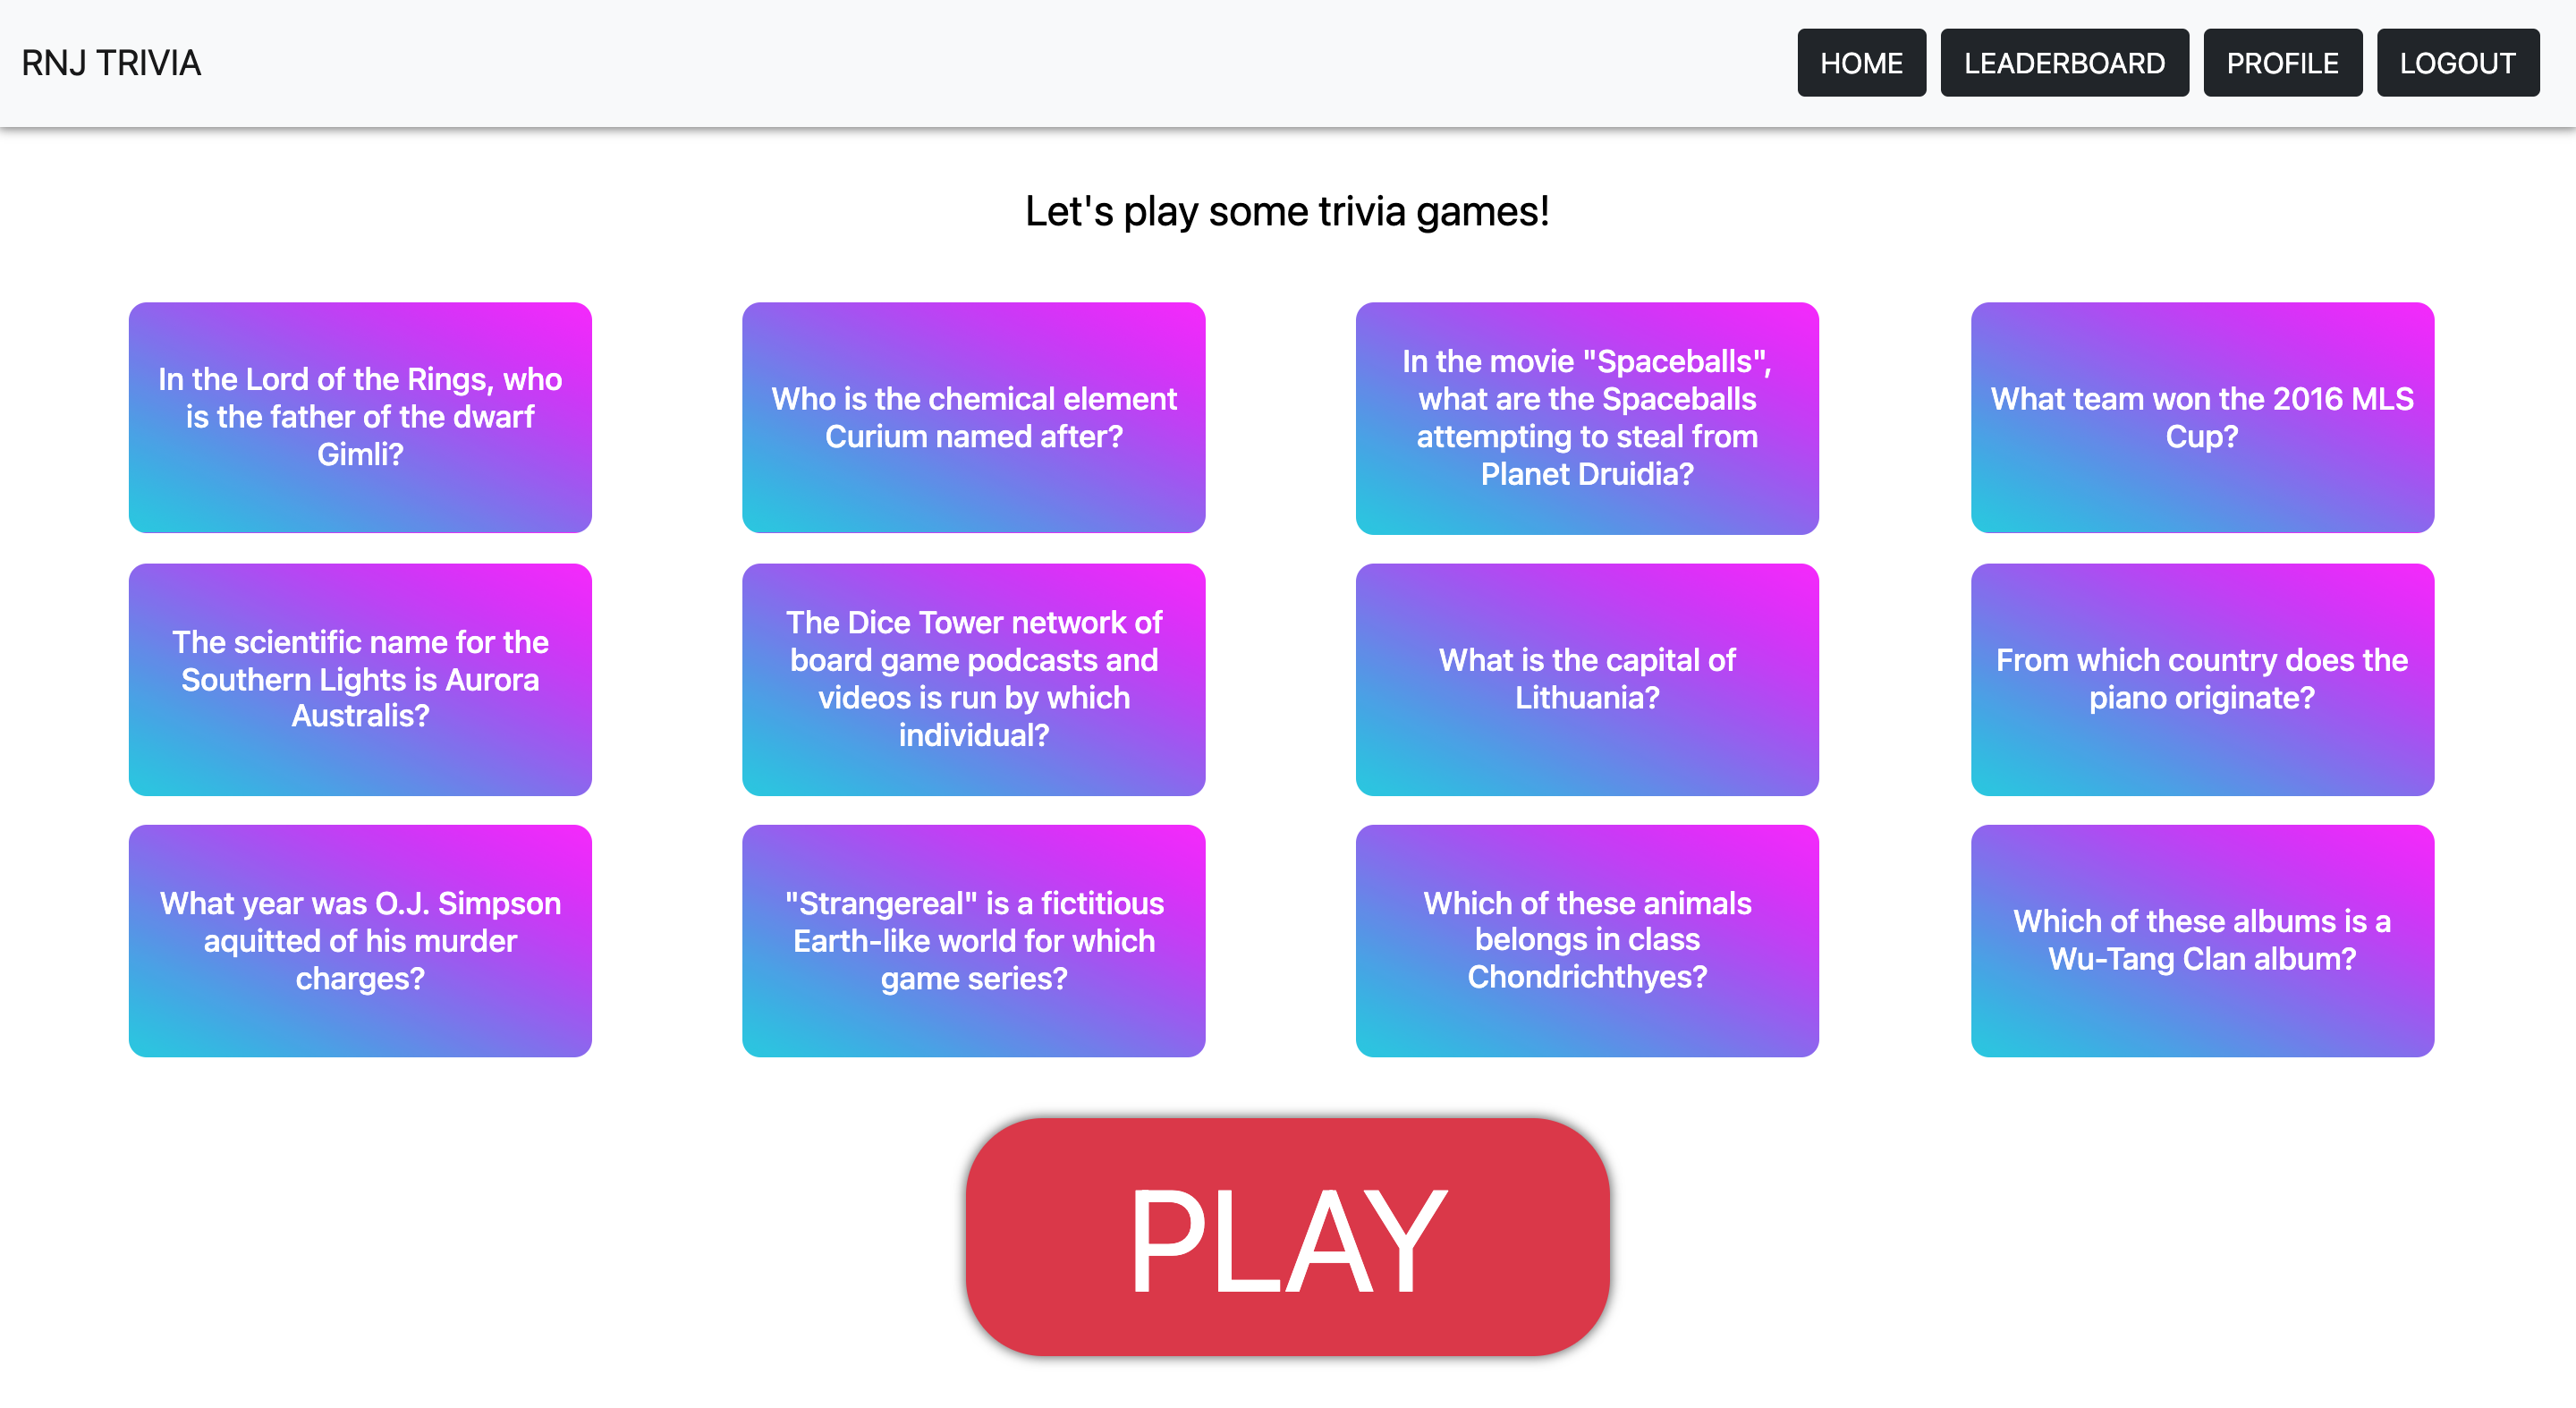 RNJ TRIVIA
HOME
LEADERBOARD
PROFILE
LOGOUT
Let's play some trivia games!
In the Lord of the Rings, who
is the father of the dwarf
Gimli?
Who is the chemical element
Curium named after?
In the movie "Spaceballs",
what are the Spaceballs
attempting to steal from
Planet Druidia?
What team won the 2016 MLS
Cup?
The scientific name for the
Southern Lights is Aurora
Australis?
The Dice Tower network of
board game podcasts and
videos is run by which
individual?
What is the capital of
Lithuania?
From which country does the
piano originate?
What year was O.J. Simpson
aquitted of his murder
charges?
"Strangereal" is a fictitious
Earth-like world for which
game series?
Which of these animals
belongs in class
Chondrichthyes?
Which of these albums is a
Wu-Tang Clan album?
PLAY